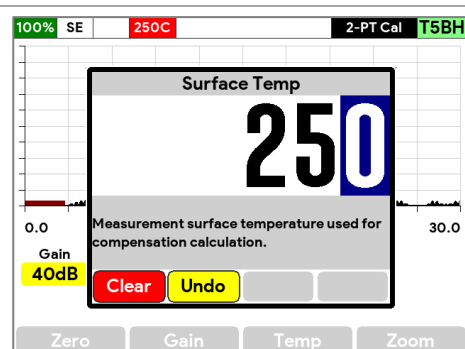 100% SE 250C 2-PT Cal T5BH
Surface Temp
250
Measurement surface temperature used for
compensation calculation.
0.0 30.0
Gain
40dB
Clear Undo
Zero Gain Temp Zoom